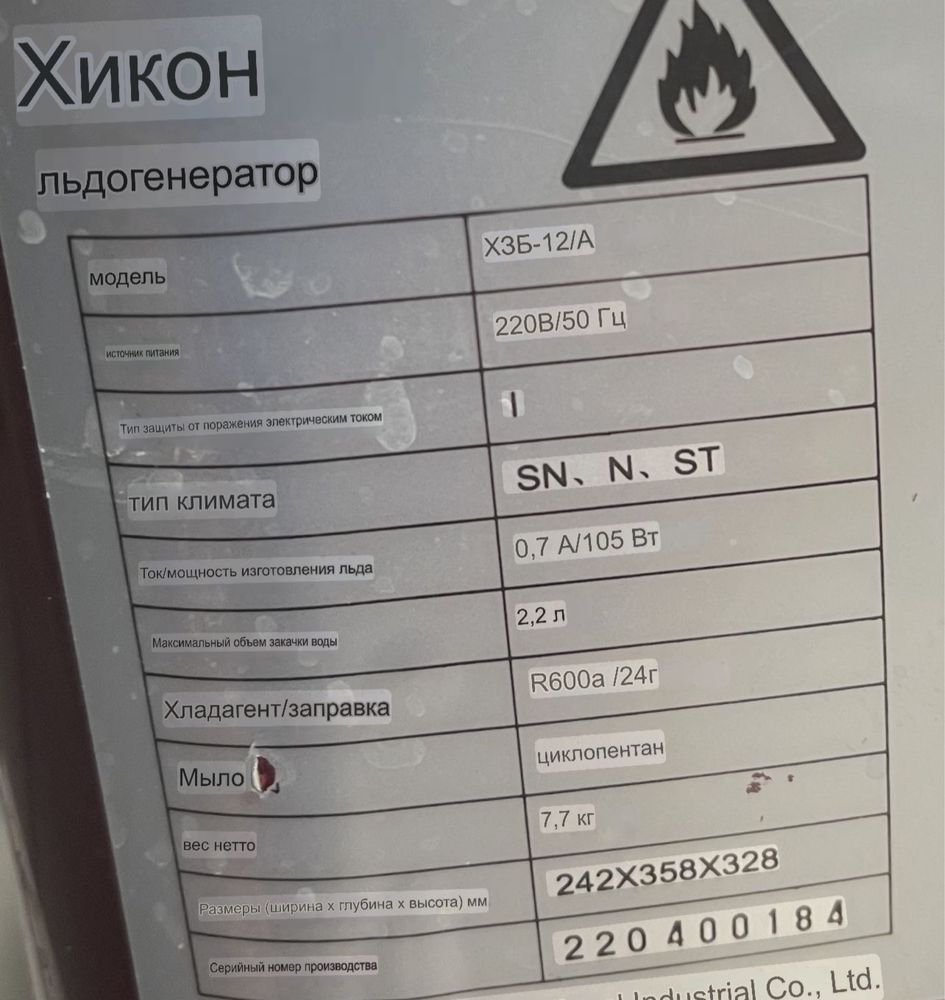 Хикон
льдогенератор
модель ХЗБ-12/А
источник питания 220В/50 Гц
Тип защиты от поражения электрическим током I
тип климата SN、N、ST
Ток/мощность изготовления льда 0,7 А/105 Вт
Максимальный объем закачки воды 2,2 л
Хладагент/заправка R600a /24г
Мыло циклопентан
вес нетто 7,7 кг
Размеры (ширина x глубина x высота) мм 242X358X328
Серийный номер производства 220400184
Industrial Co., Ltd.